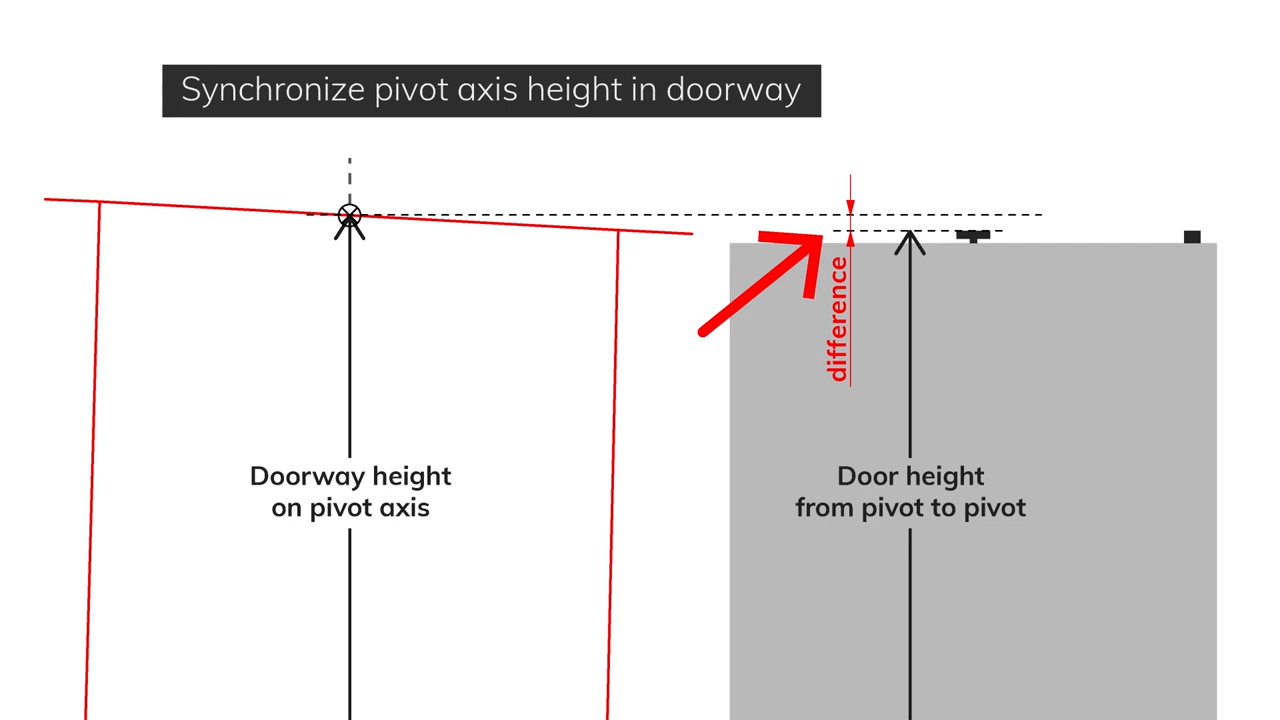 Synchronize pivot axis height in doorway
difference
Doorway height
on pivot axis
Door height
from pivot to pivot